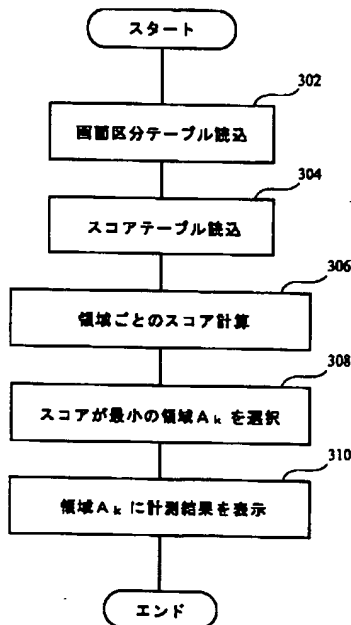 スタート
302
画面区分テーブル読込
304
スコアテーブル読込
306
領域ごとのスコア計算
308
スコアが最小の領域Akを選択
310
領域Akに計測結果を表示
エンド